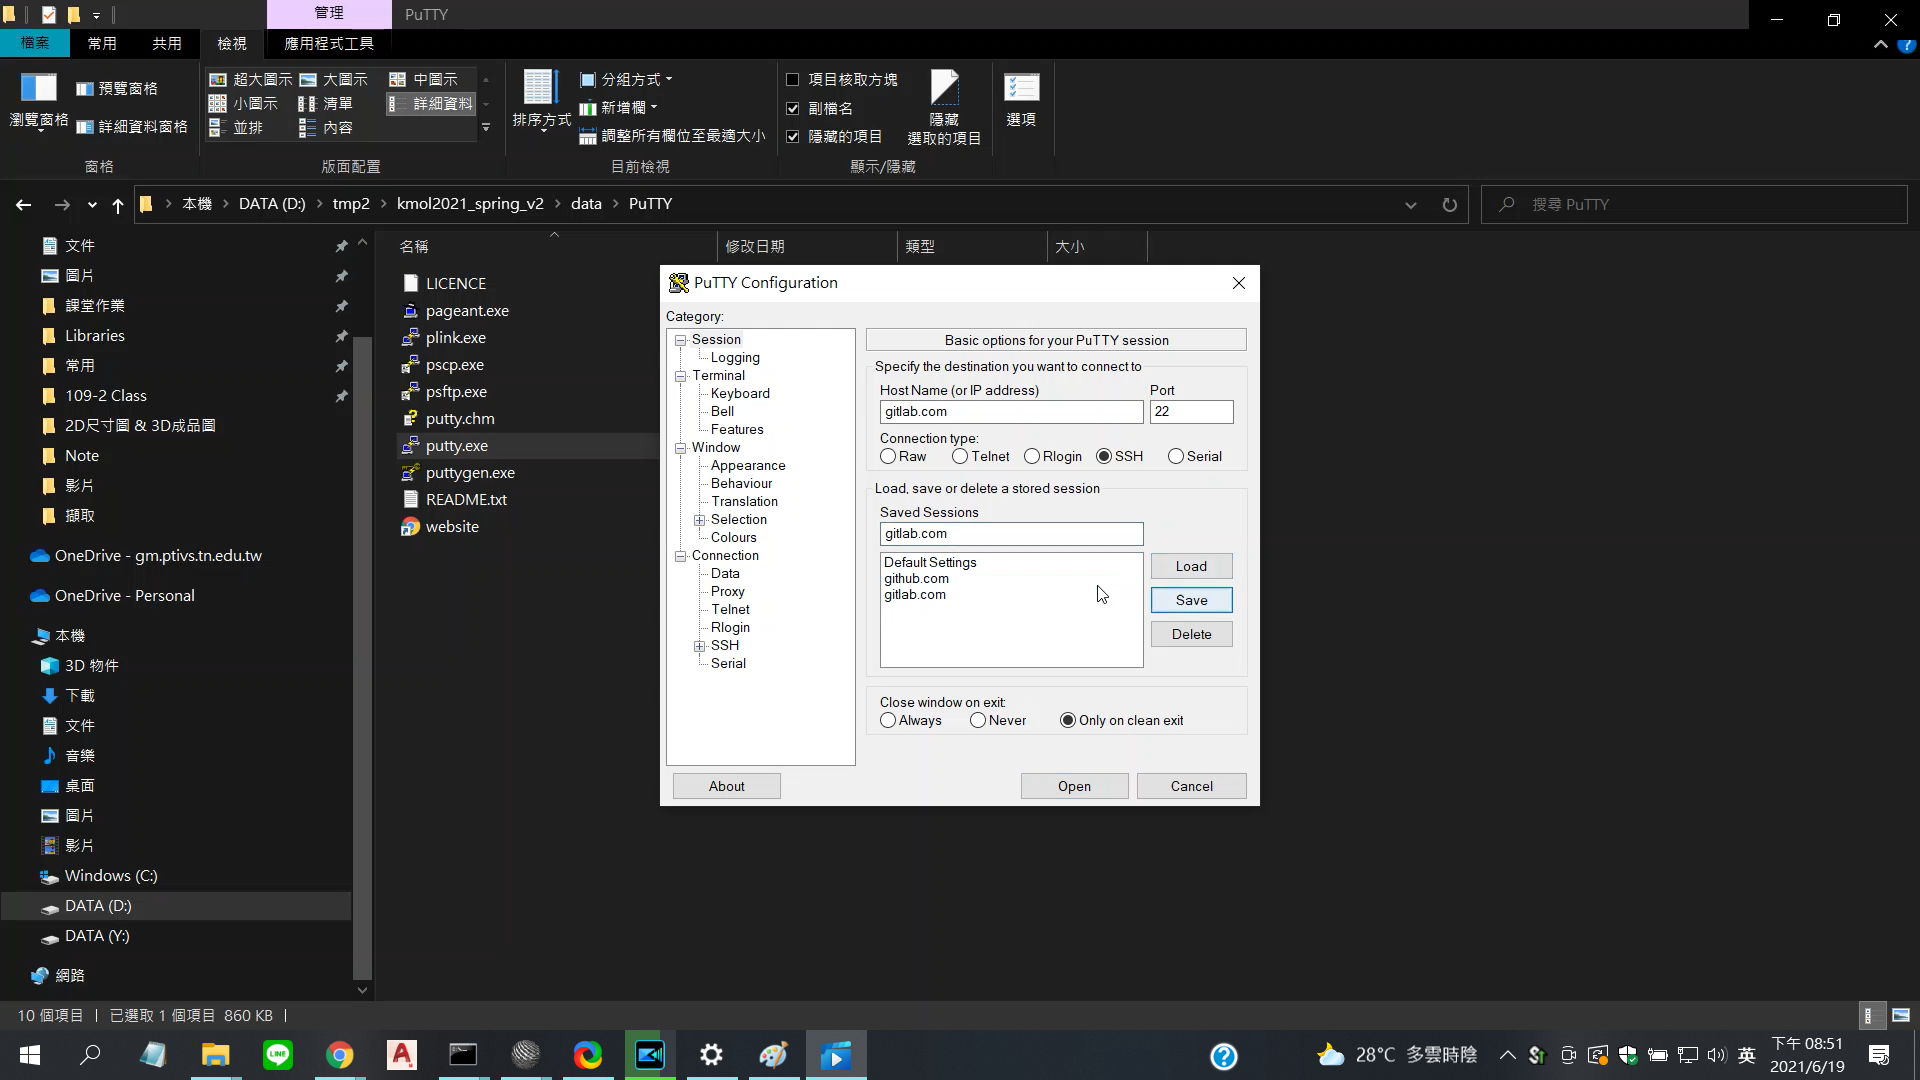 管理
PuTTY
檔案
常用
共用
檢視
應用程式工具
瀏覽窗格
預覽窗格
詳細資料窗格
窗格
超大圖示
大圖示
中圖示
小圖示
清單
詳細資料
並排
內容
版面配置
排序方式
分組方式
新增欄
調整所有欄位至最適大小
目前檢視
項目核取方塊
副檔名
隱藏的項目
隱藏
選取的項目
顯示/隱藏
選項
本機 > DATA (D:) > tmp2 > kmol2021_spring_v2 > data > PuTTY
搜尋 PuTTY
文件
圖片
課堂作業
Libraries
常用
109-2 Class
2D尺寸圖 & 3D成品圖
Note
影片
擷取
OneDrive - gm.ptivs.tn.edu.tw
OneDrive - Personal
本機
3D 物件
下載
文件
音樂
桌面
圖片
影片
Windows (C:)
DATA (D:)
DATA (Y:)
網路
名稱
修改日期
類型
大小
LICENCE
pageant.exe
plink.exe
pscp.exe
psftp.exe
putty.chm
putty.exe
puttygen.exe
README.txt
website
PuTTY Configuration
Category:
Session
Logging
Terminal
Keyboard
Bell
Features
Window
Appearance
Behaviour
Translation
Selection
Colours
Connection
Data
Proxy
Telnet
Rlogin
SSH
Serial
Basic options for your PuTTY session
Specify the destination you want to connect to
Host Name (or IP address)
Port
gitlab.com
22
Connection type:
Raw
Telnet
Rlogin
SSH
Serial
Load, save or delete a stored session
Saved Sessions
gitlab.com
Default Settings
github.com
gitlab.com
Load
Save
Delete
Close window on exit:
Always
Never
Only on clean exit
About
Open
Cancel
10 個項目
已選取 1 個項目 860 KB
LINE
28°C 多雲時陰
英
下午 08:51
2021/6/19